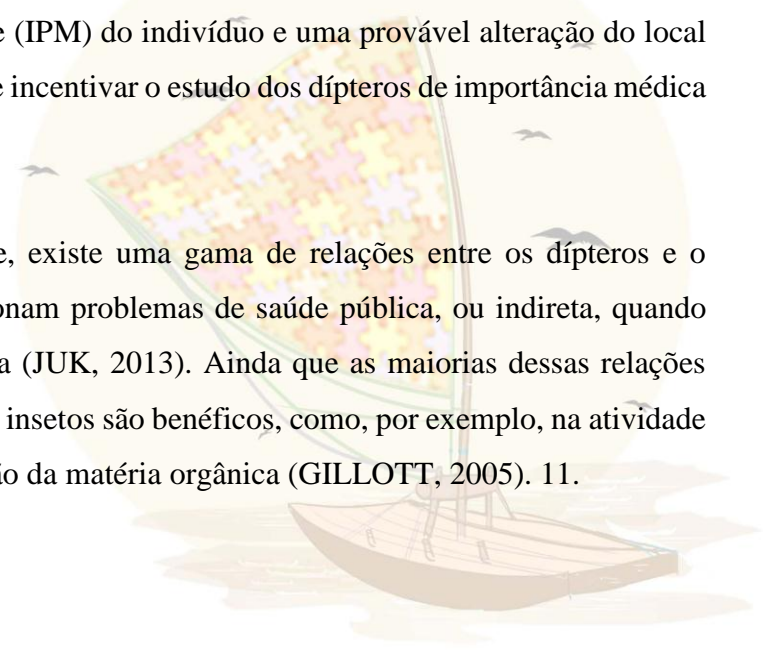 (IPM) do indivíduo e uma provável alteração do local
incentivar o estudo dos dípteros de importância médica
existe uma gama de relações entre os dípteros e o
problemas de saúde pública, ou indireta, quando
(JUK, 2013). Ainda que as maiorias dessas relações
insetos são benéficos, como, por exemplo, na atividade
da matéria orgânica (GILLOTT, 2005). 11.